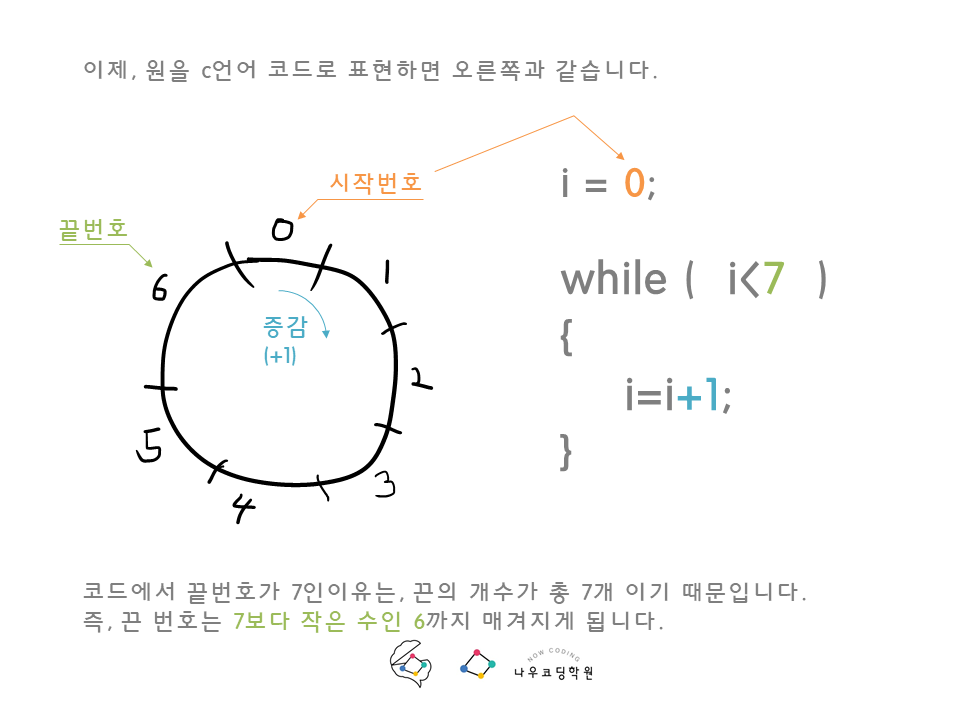 이제, 원을 c언어 코드로 표현하면 오른쪽과 같습니다.
시작번호
i = 0;
끝번호
0
1
2
3
4
5
6
증감
(+1)
while ( i<7 )
{
i=i+1;
}
코드에서 끝번호가 7인이유는, 끈의 개수가 총 7개 이기 때문입니다.
즉, 끈 번호는 7보다 작은 수인 6까지 매겨지게 됩니다.
NOW CODING
나우코딩학원